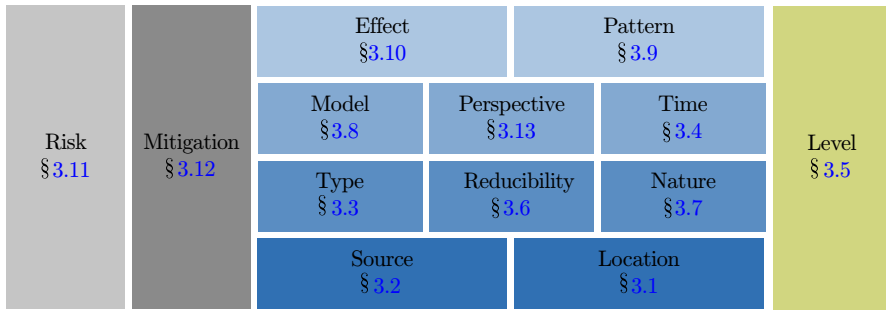 Effect
§3.10
Pattern
§3.9
Model
§3.8
Perspective
§3.13
Time
§3.4
Risk
§3.11
Mitigation
§3.12
Level
§3.5
Type
§3.3
Reducibility
§3.6
Nature
§3.7
Source
§3.2
Location
§3.1